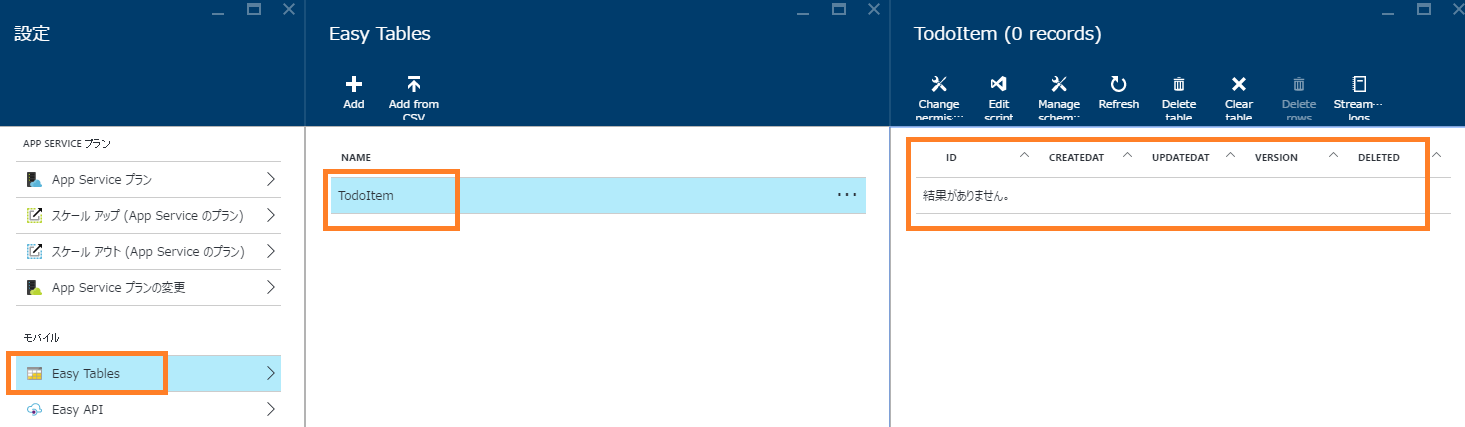 設定
APP SERVICE プラン
App Service プラン
スケール アップ (App Service のプラン)
スケール アウト (App Service のプラン)
App Service プランの変更
モバイル
Easy Tables
Easy API
Easy Tables
Add
Add from
CSV
NAME
TodoItem
TodoItem (0 records)
Change
permis…
Edit
script
Manage
schem…
Refresh
Delete
table
Clear
table
Delete
rows
Stream…
logs
ID
CREATEDAT
UPDATEDAT
VERSION
DELETED
結果がありません。